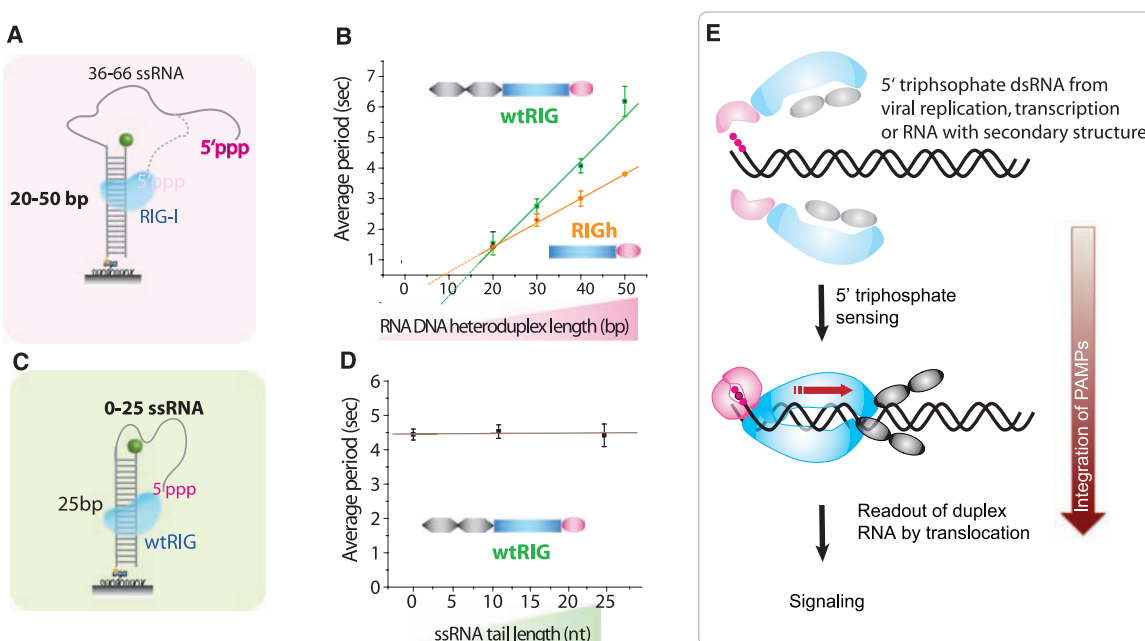 A
36-66 ssRNA
5'ppp
5'ppp
20-50 bp
RIG-I
B
Average period (sec)
7
6
5
4
3
2
1
wtRIG
RIGh
0 10 20 30 40 50
RNA DNA heteroduplex length (bp)
C
0-25 ssRNA
5'ppp
25bp
wtRIG
D
Average period (sec)
6
5
4
3
2
1
0
wtRIG
0 5 10 15 20 25
ssRNA tail length (nt)
E
5' triphsophate dsRNA from
viral replication, transcription
or RNA with secondary structure
5' triphosphate
sensing
Readout of duplex
RNA by translocation
Signaling
Integration of PAMPs